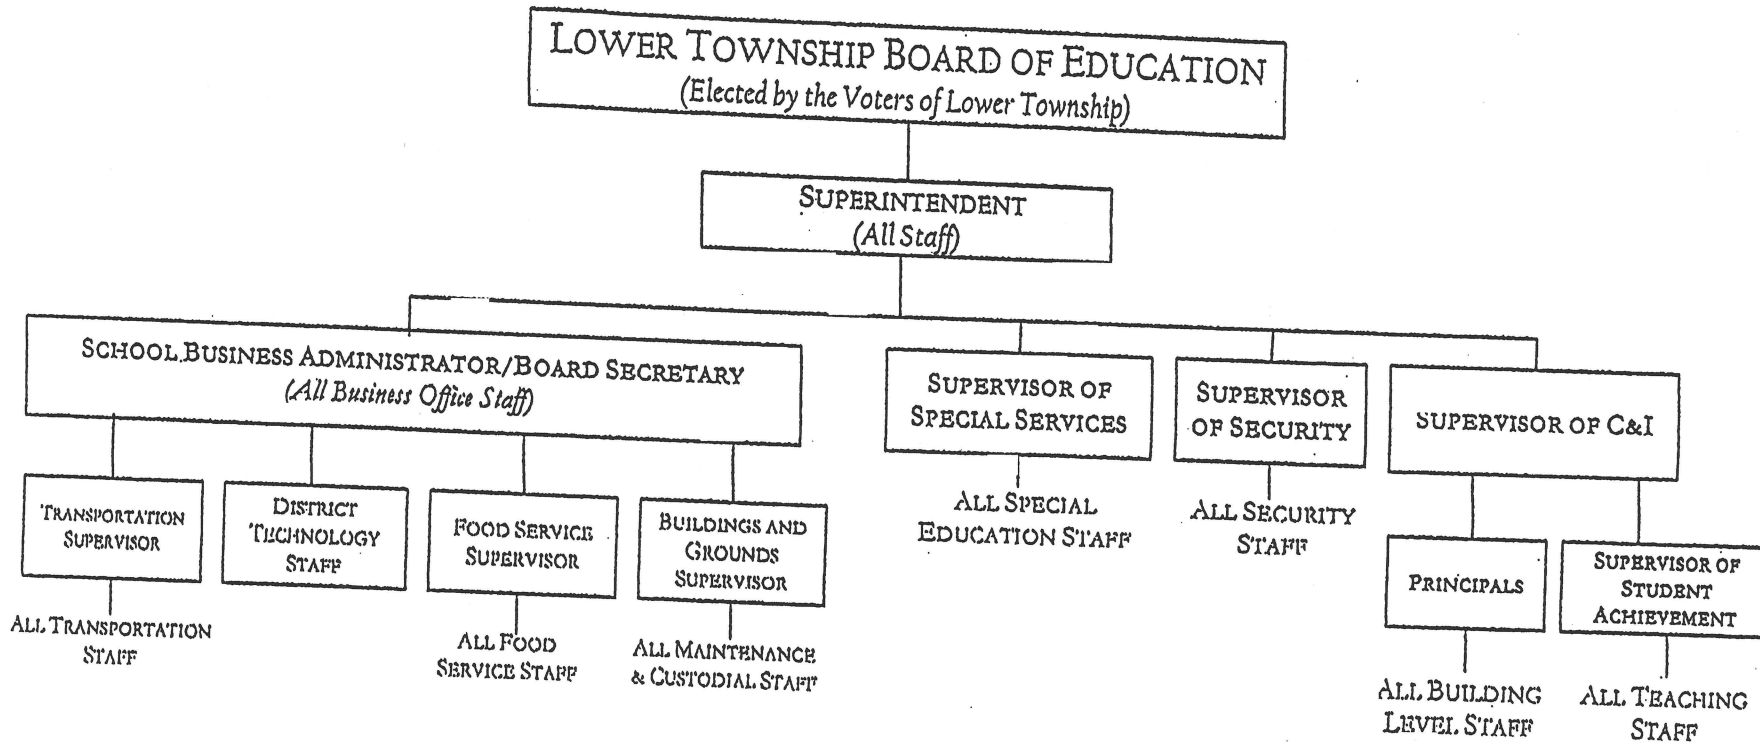 LOWER TOWNSHIP BOARD OF EDUCATION
(Elected by the Voters of Lower Township)
SUPERINTENDENT
(All Staff)
SCHOOL BUSINESS ADMINISTRATOR/BOARD SECRETARY
(All Business Office Staff)
SUPERVISOR OF
SPECIAL SERVICES
SUPERVISOR
OF SECURITY
SUPERVISOR OF C&I
TRANSPORTATION
SUPERVISOR
DISTRICT
TECHNOLOGY
STAFF
FOOD SERVICE
SUPERVISOR
BUILDINGS AND
GROUNDS
SUPERVISOR
ALL SPECIAL
EDUCATION STAFF
ALL SECURITY
STAFF
PRINCIPALS
SUPERVISOR OF
STUDENT
ACHIEVEMENT
ALL TRANSPORTATION
STAFF
ALL FOOD
SERVICE STAFF
ALL MAINTENANCE
& CUSTODIAL STAFF
ALL BUILDING
LEVEL STAFF
ALL TEACHING
STAFF